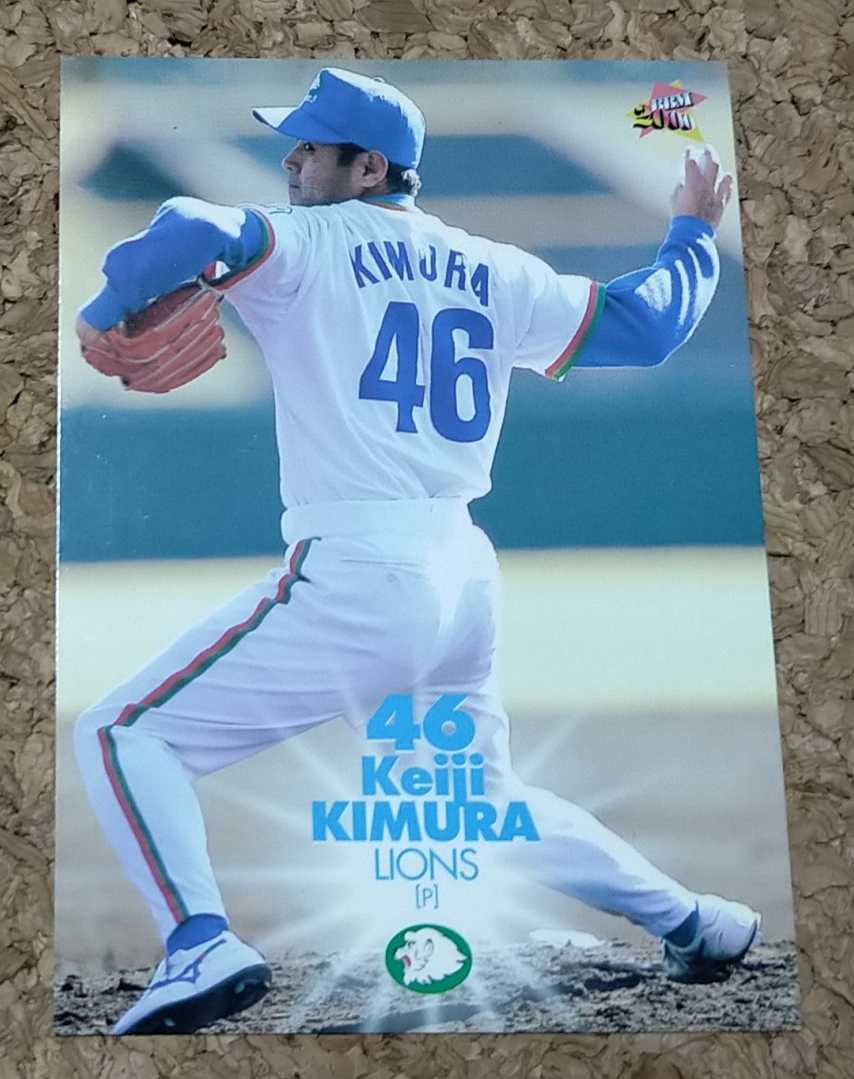 BBM
2000
KIMURA
46
46
Keiji
KIMURA
LIONS
[P]